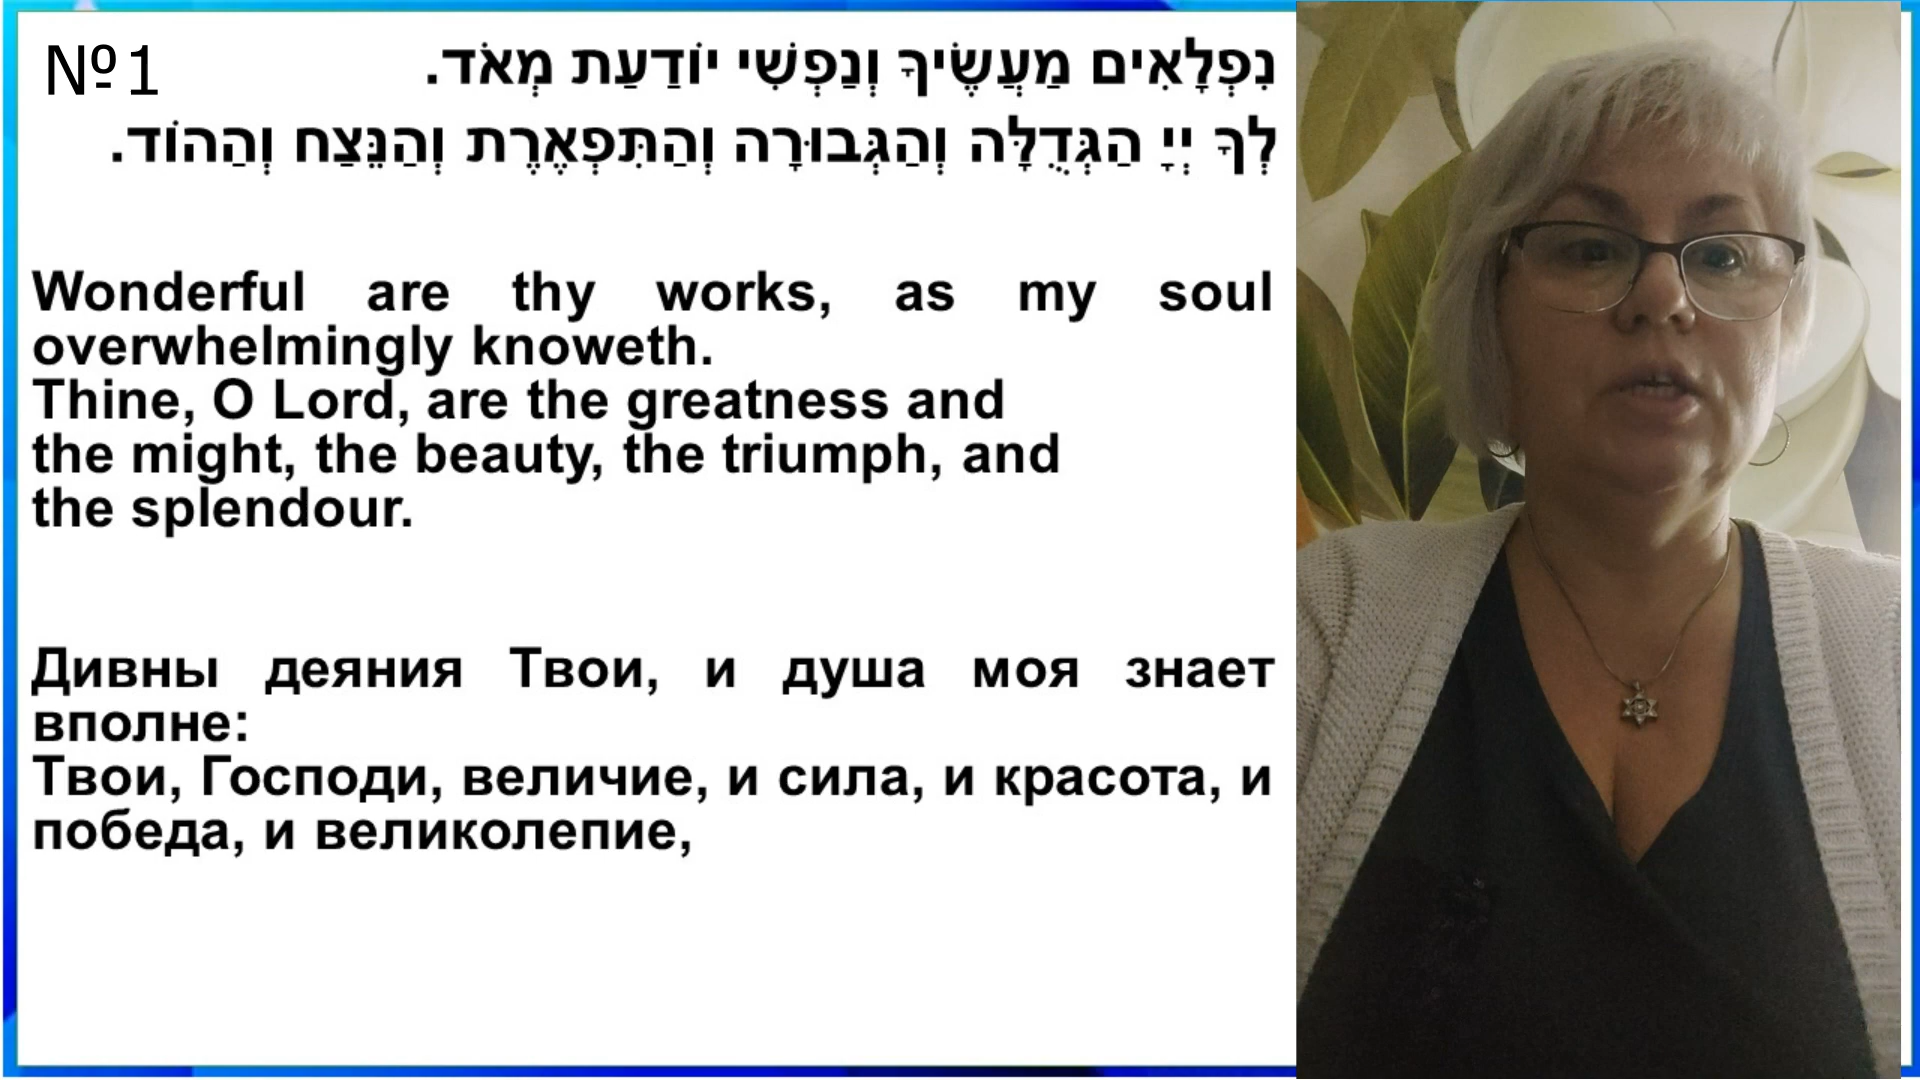 №1
נִפְלָאִים מַעֲשֶׂיךָ וְנַפְשִׁי יוֹדַעַת מְאֹד.
לְךָ יְיָ הַגְּדֻלָּה וְהַגְּבוּרָה וְהַתִּפְאֶרֶת וְהַנֵּצַח וְהַהוֹד.
Wonderful are thy works, as my soul
overwhelmingly knoweth.
Thine, O Lord, are the greatness and
the might, the beauty, the triumph, and
the splendour.
Дивны деяния Твои, и душа моя знает
вполне:
Твои, Господи, величие, и сила, и красота, и
победа, и великолепие,